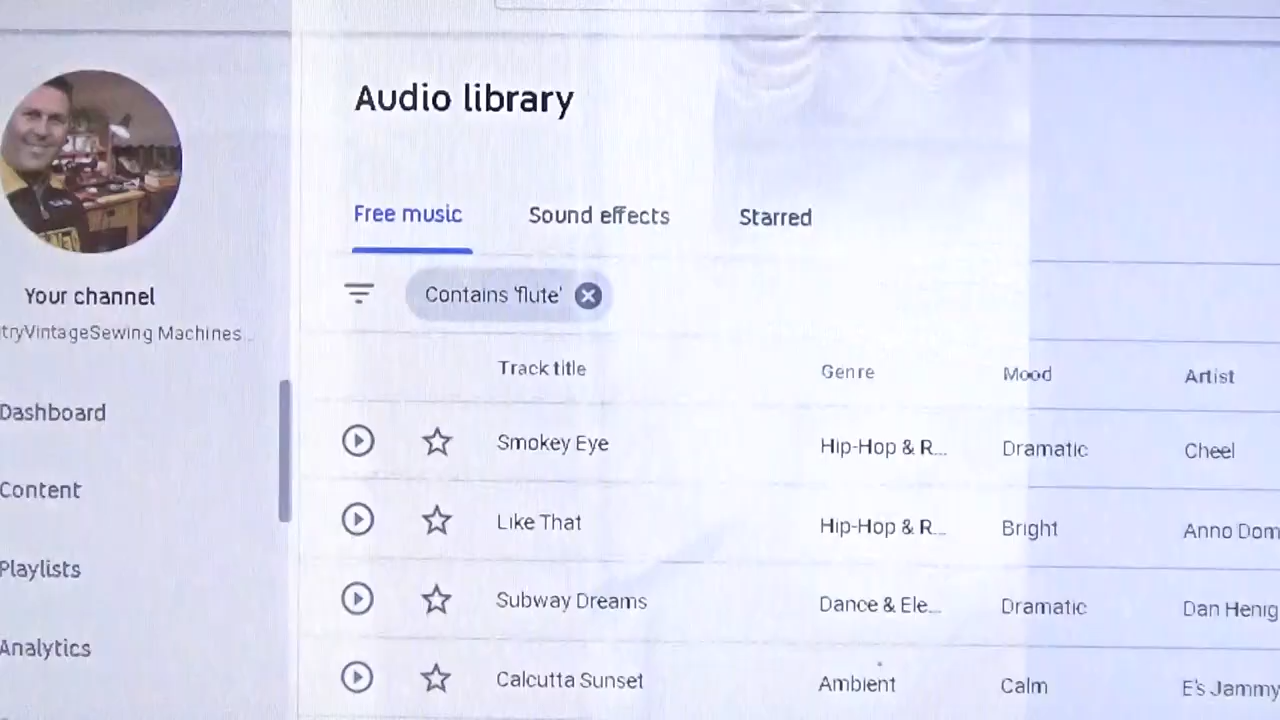 Audio library
Free music Sound effects Starred
Contains 'flute'
Your channel
tryVintageSewing Machines...
Dashboard
Content
Playlists
Analytics
Track title Genre Mood Artist
Smokey Eye Hip-Hop & R... Dramatic Cheel
Like That Hip-Hop & R... Bright Anno Dom
Subway Dreams Dance & Ele... Dramatic Dan Henig
Calcutta Sunset Ambient Calm E's Jammy